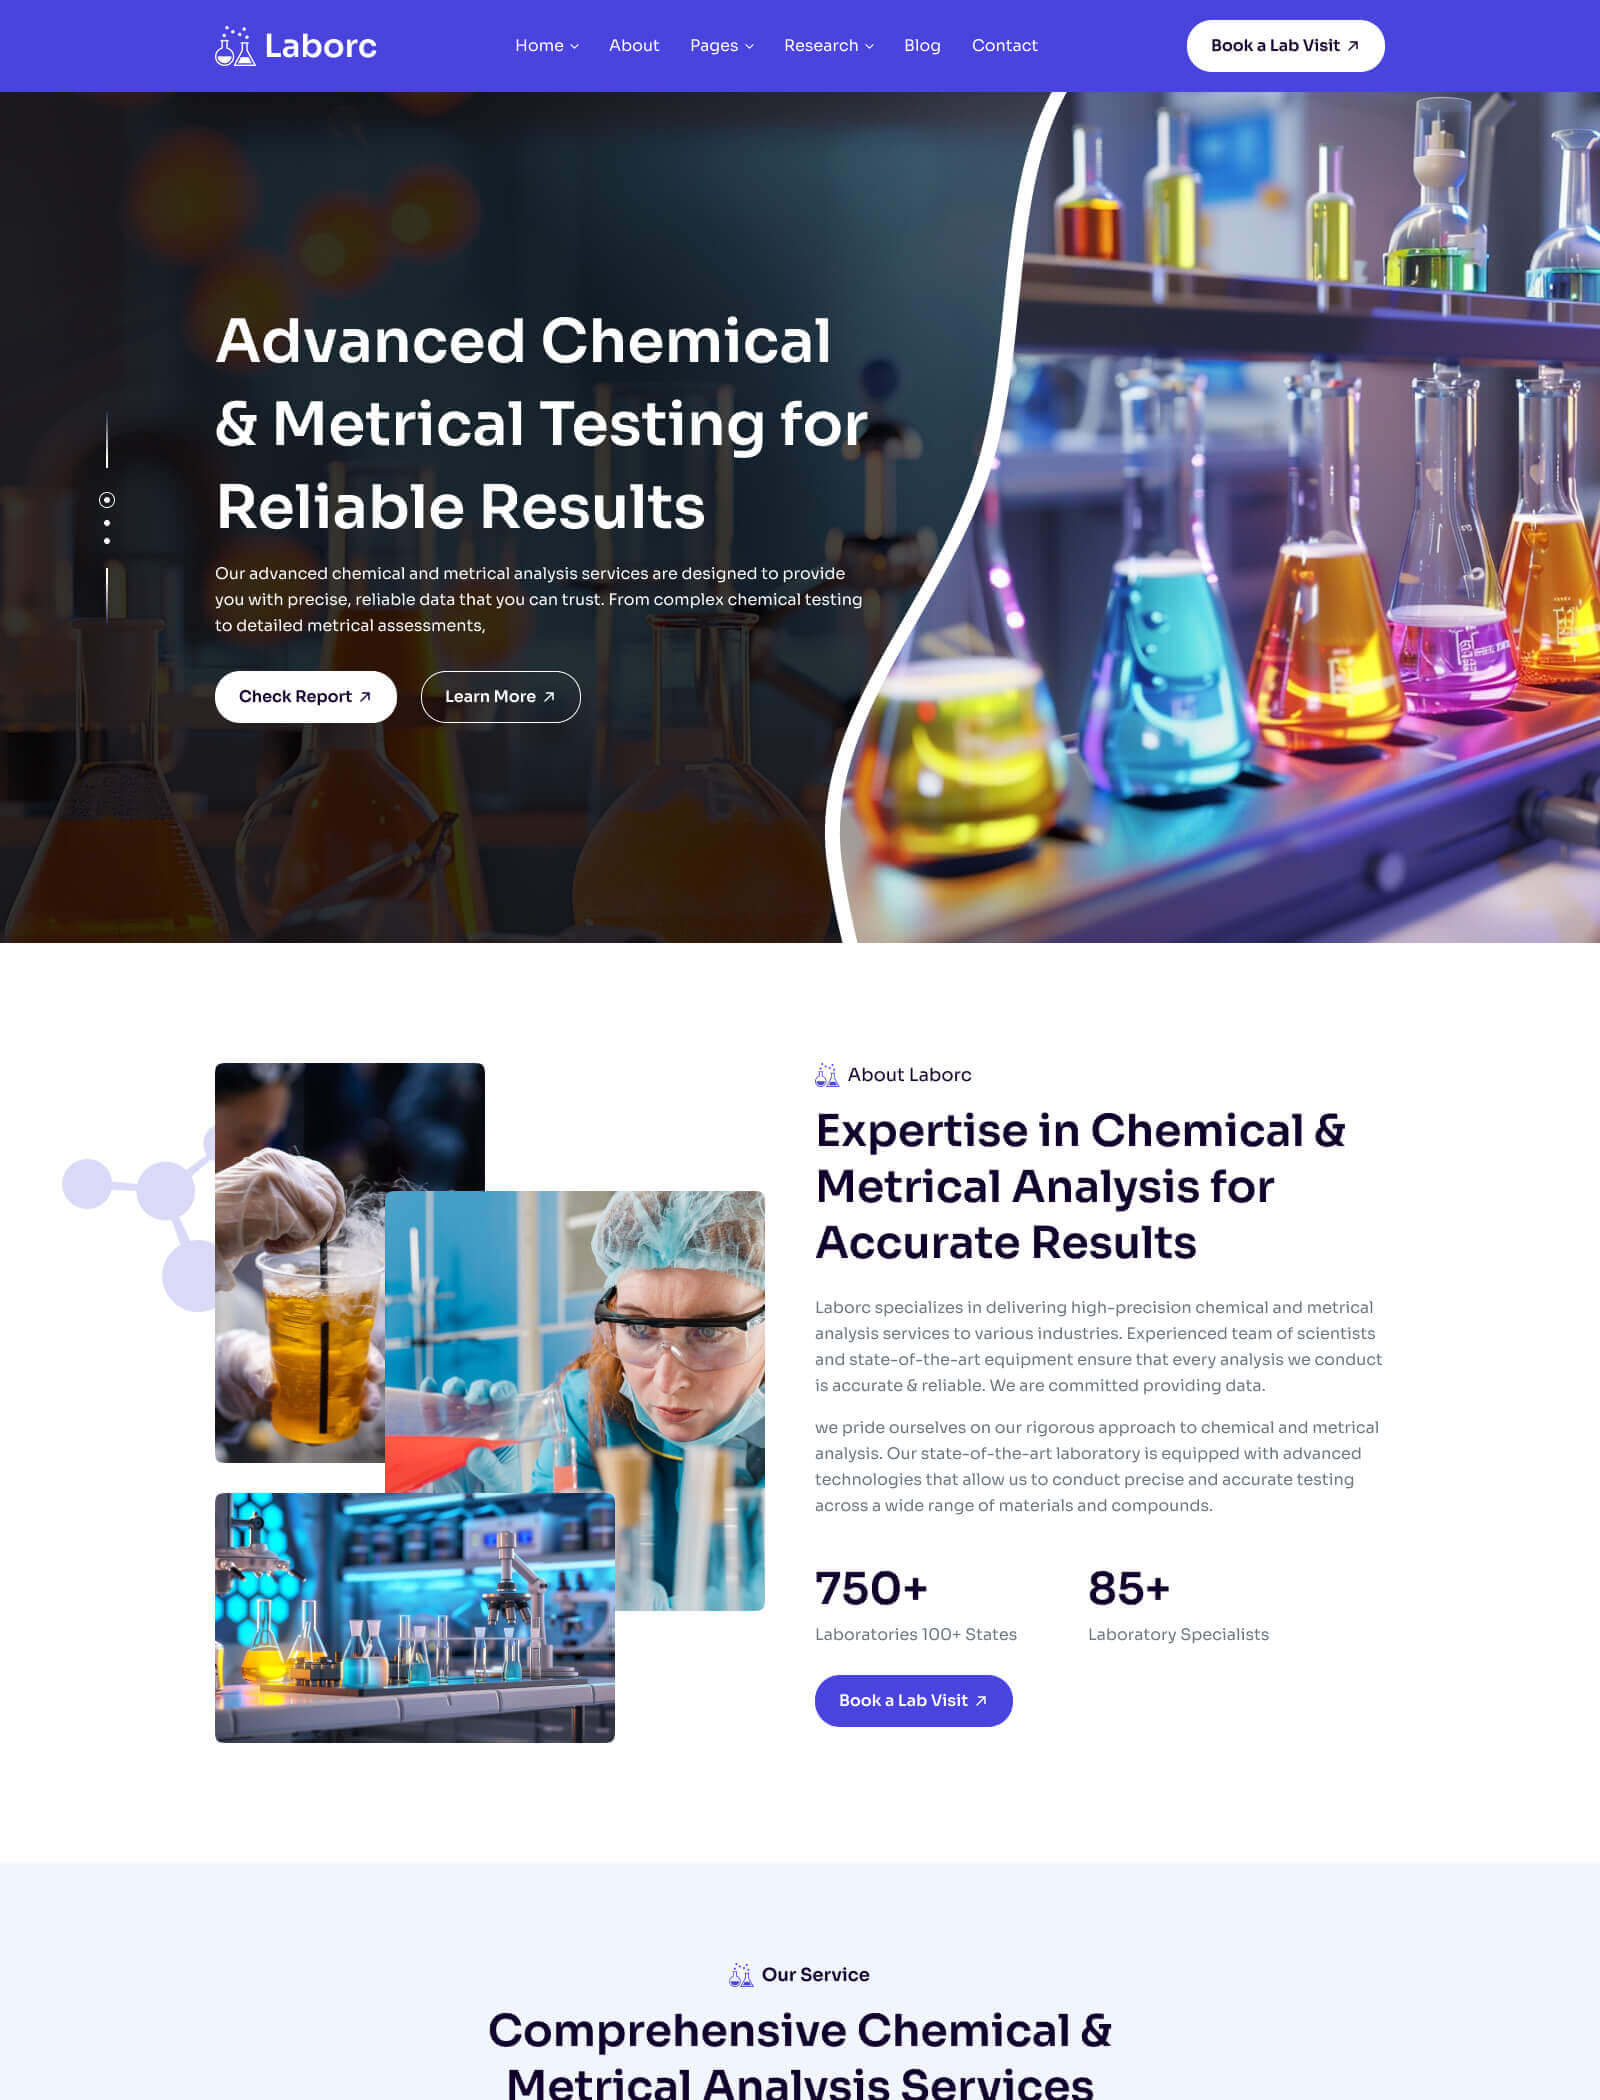 Laborc
Home
About
Pages
Research
Blog
Contact
Book a Lab Visit
Advanced Chemical
& Metrical Testing for
Reliable Results
Our advanced chemical and metrical analysis services are designed to provide
you with precise, reliable data that you can trust. From complex chemical testing
to detailed metrical assessments,
Check Report
Learn More
About Laborc
Expertise in Chemical &
Metrical Analysis for
Accurate Results
Laborc specializes in delivering high-precision chemical and metrical
analysis services to various industries. Experienced team of scientists
and state-of-the-art equipment ensure that every analysis we conduct
is accurate & reliable. We are committed providing data.
we pride ourselves on our rigorous approach to chemical and metrical
analysis. Our state-of-the-art laboratory is equipped with advanced
technologies that allow us to conduct precise and accurate testing
across a wide range of materials and compounds.
750+
Laboratories 100+ States
85+
Laboratory Specialists
Book a Lab Visit
Our Service
Comprehensive Chemical &
Metrical Analysis Services